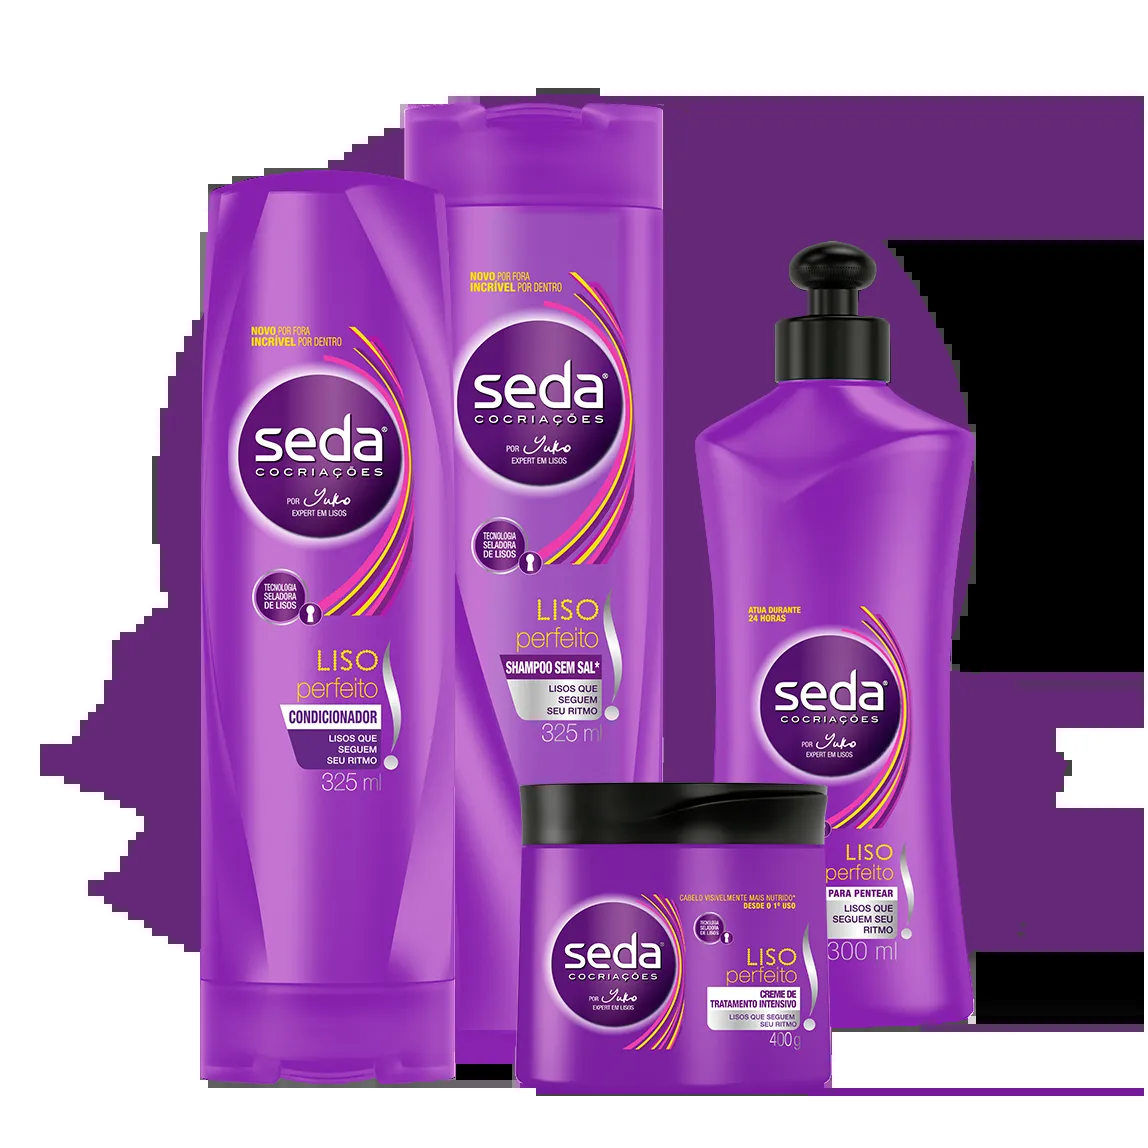 NOVO POR FORA
INCRÍVEL POR DENTRO
seda®
COCRIAÇÕES
POR Yuko
EXPERT EM LISOS
TECNOLOGIA
SELADORA
DE LISOS
LISO
perfeito
CONDICIONADOR
LISOS QUE
SEGUEM
SEU RITMO
325 ml
NOVO POR FORA
INCRÍVEL POR DENTRO
seda®
COCRIAÇÕES
POR Yuko
EXPERT EM LISOS
TECNOLOGIA
SELADORA
DE LISOS
LISO
perfeito
SHAMPOO SEM SAL*
LISOS QUE
SEGUEM
SEU RITMO
325 ml
ATUA DURANTE
24 HORAS
seda®
COCRIAÇÕES
POR Yuko
EXPERT EM LISOS
LISO
perfeito
PARA PENTEAR
LISOS QUE
SEGUEM SEU
RITMO
300 ml
CABELO VISIVELMENTE MAIS NUTRIDO*
DESDE O 1º USO
seda®
COCRIAÇÕES
POR Yuko
EXPERT EM LISOS
TECNOLOGIA
SELADORA
DE LISOS
LISO
perfeito
CREME DE
TRATAMENTO INTENSIVO
LISOS QUE SEGUEM
SEU RITMO
400g